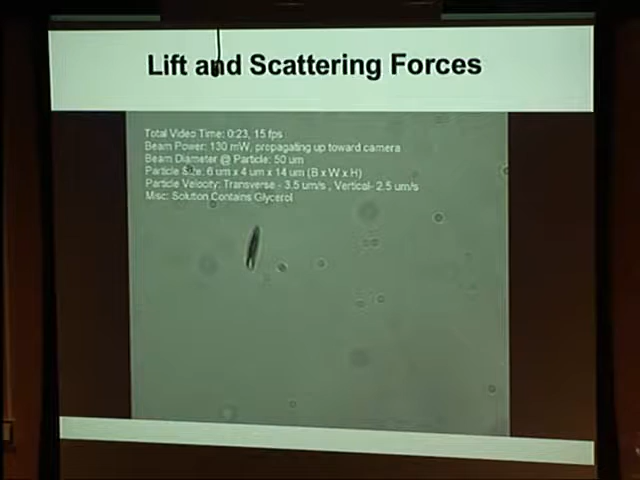 Lift and Scattering Forces
Total Video Time: 0:23, 15 fps
Beam Power: 130 mW, propagating up toward camera
Beam Diameter @ Particle: 50 um
Particle Size: 6 um x 4 um x 14 um (B x W x H)
Particle Velocity: Transverse - 3.5 um/s , Vertical- 2.5 um/s
Misc: Solution Contains Glycerol